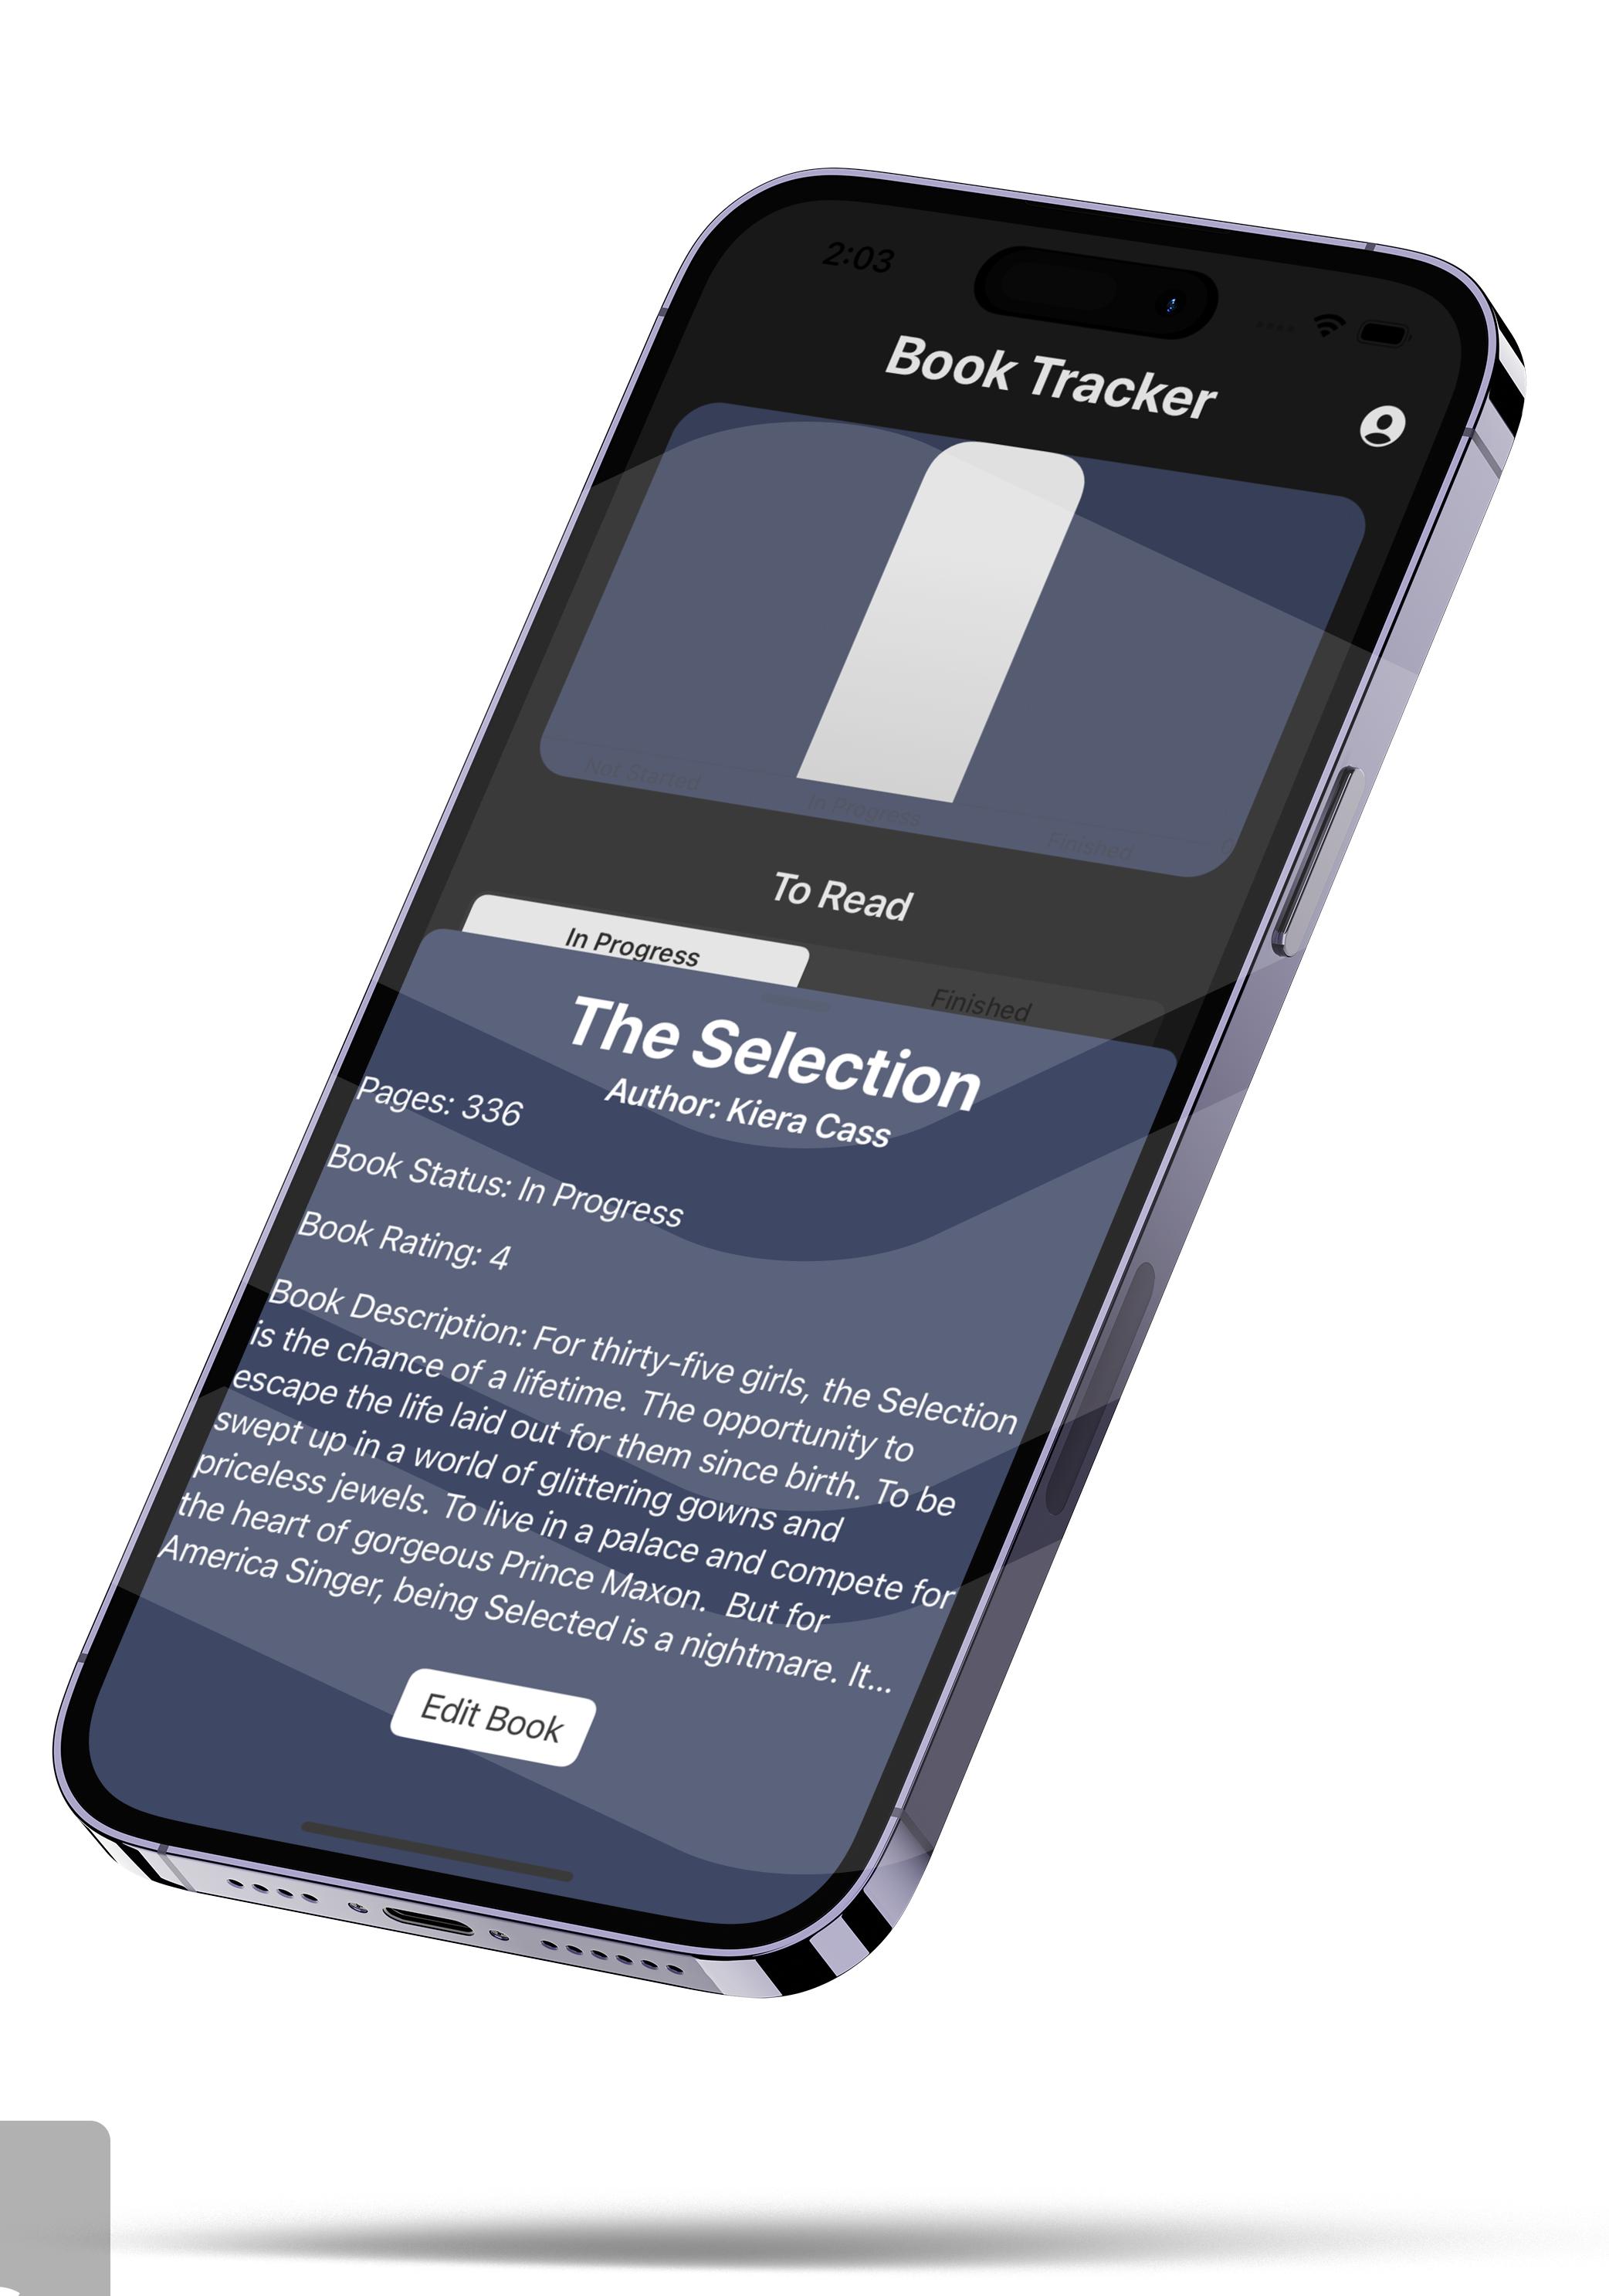 2:03
Book Tracker
Not Started
In Progress
Finished
0
To Read
In Progress
Finished
The Selection
Author: Kiera Cass
Pages: 336
Book Status: In Progress
Book Rating: 4
Book Description: For thirty-five girls, the Selection
is the chance of a lifetime. The opportunity to
escape the life laid out for them since birth. To be
swept up in a world of glittering gowns and
priceless jewels. To live in a palace and compete for
the heart of gorgeous Prince Maxon. But for
America Singer, being Selected is a nightmare. It...
Edit Book